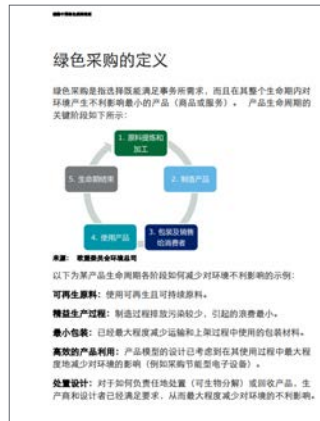 绿色采购的定义
绿色采购是指选择既能满足事务所需求，而且在其整个生命期内对
环境产生不利影响最小的产品（商品或服务）。 产品生命周期的
关键阶段如下所示：
1. 原料提炼和
加工
5. 生命期结束
2. 制造产品
4. 使用产品
3. 包装及销售
给消费者
来源： 欧盟委员会环境总司
以下为某产品生命周期各阶段如何减少对环境不利影响的示例：
可再生原料：使用可再生且可持续原料。
精益生产过程：制造过程排放污染较少，引起的浪费最小。
最小包装：已经最大程度减少运输和上架过程中使用的包装材料。
高效的产品利用：产品模型的设计已考虑到在其使用过程中最大程
度地减少对环境的影响（例如采购节能型电子设备）。
处置设计：对于如何负责任地处置（可生物分解）或回收产品，生
产商和设计者已经满足要求，从而最大程度减少对环境的不利影响。